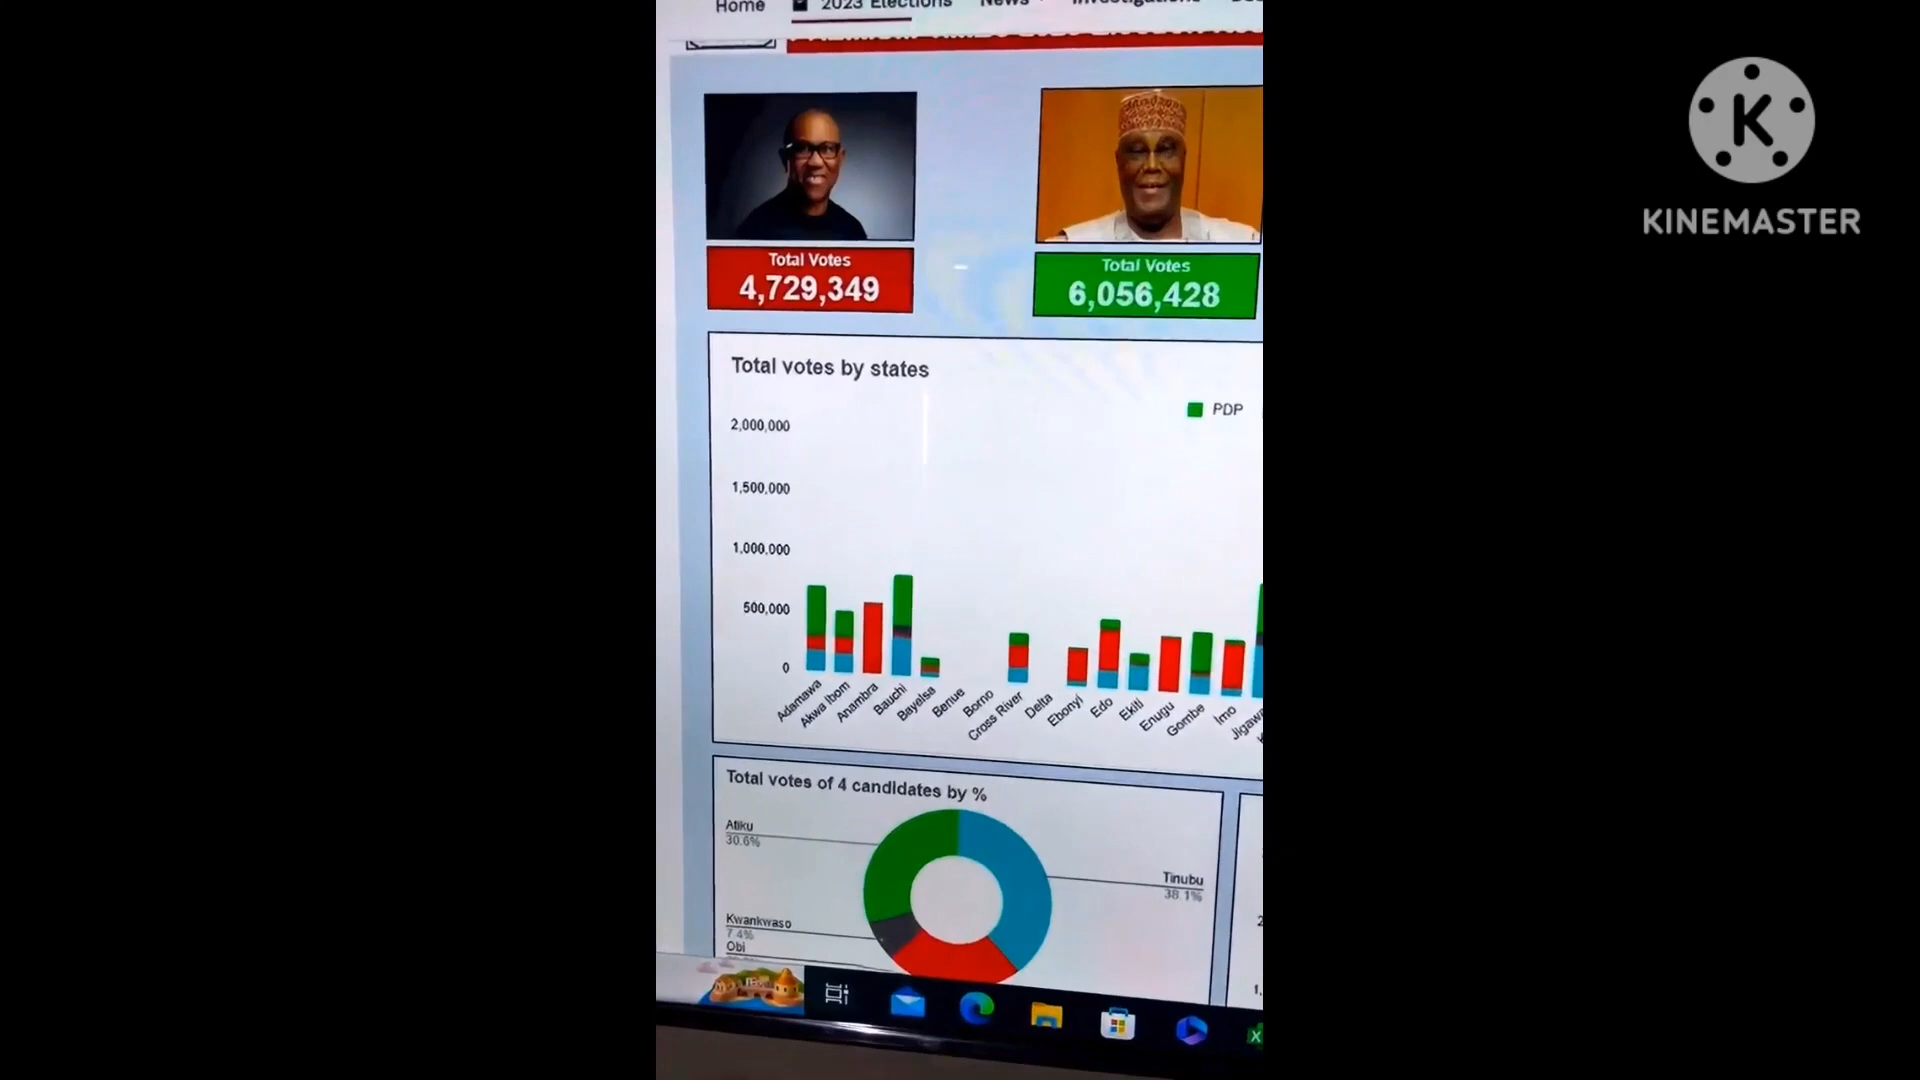 Home
2023 Elections
News
Investigations
Total Votes
4,729,349
Total Votes
6,056,428
Total votes by states
PDP
2,000,000
1,500,000
1,000,000
500,000
0
Adamawa
Akwa Ibom
Anambra
Bauchi
Bayelsa
Benue
Borno
Cross River
Delta
Ebonyi
Edo
Ekiti
Enugu
Gombe
Imo
Jigawa
Total votes of 4 candidates by %
Atiku
30.6%
Tinubu
38.1%
Kwankwaso
7.4%
Obi
K
KINEMASTER